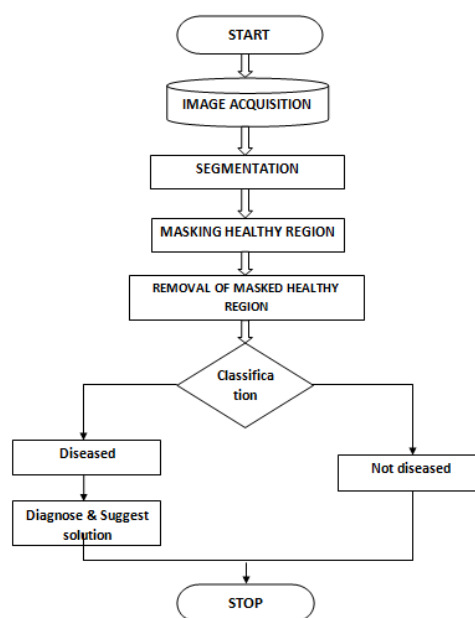 START
IMAGE ACQUISITION
SEGMENTATION
MASKING HEALTHY REGION
REMOVAL OF MASKED HEALTHY
REGION
Classifica
tion
Diseased
Not diseased
Diagnose & Suggest
solution
STOP